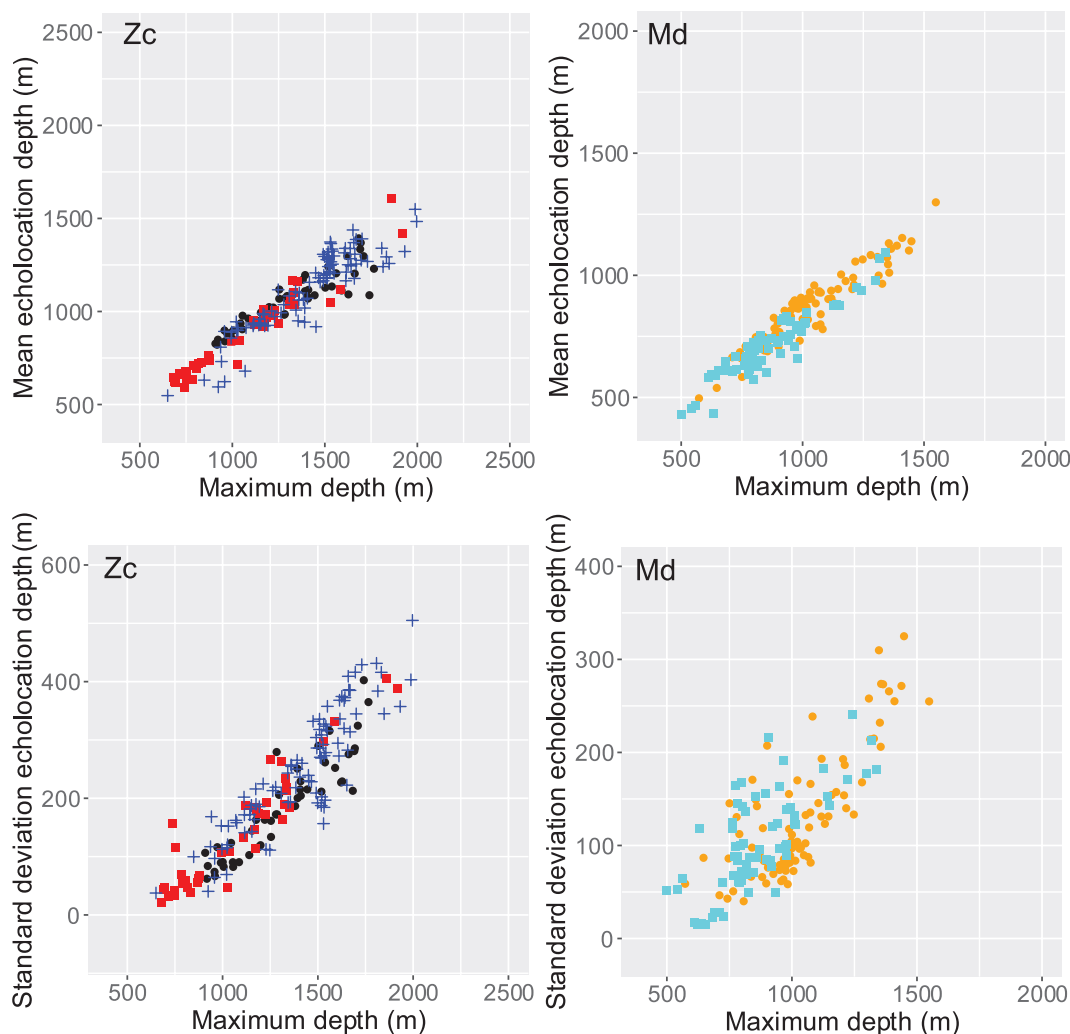 Zc
Mean echolocation depth (m)
2500
2000
1500
1000
500
500 1000 1500 2000 2500
Maximum depth (m)
Md
Mean echolocation depth (m)
2000
1500
1000
500
500 1000 1500 2000
Maximum depth (m)
Zc
Standard deviation echolocation depth (m)
600
400
200
0
500 1000 1500 2000 2500
Maximum depth (m)
Md
Standard deviation echolocation depth (m)
400
300
200
100
0
500 1000 1500 2000
Maximum depth (m)